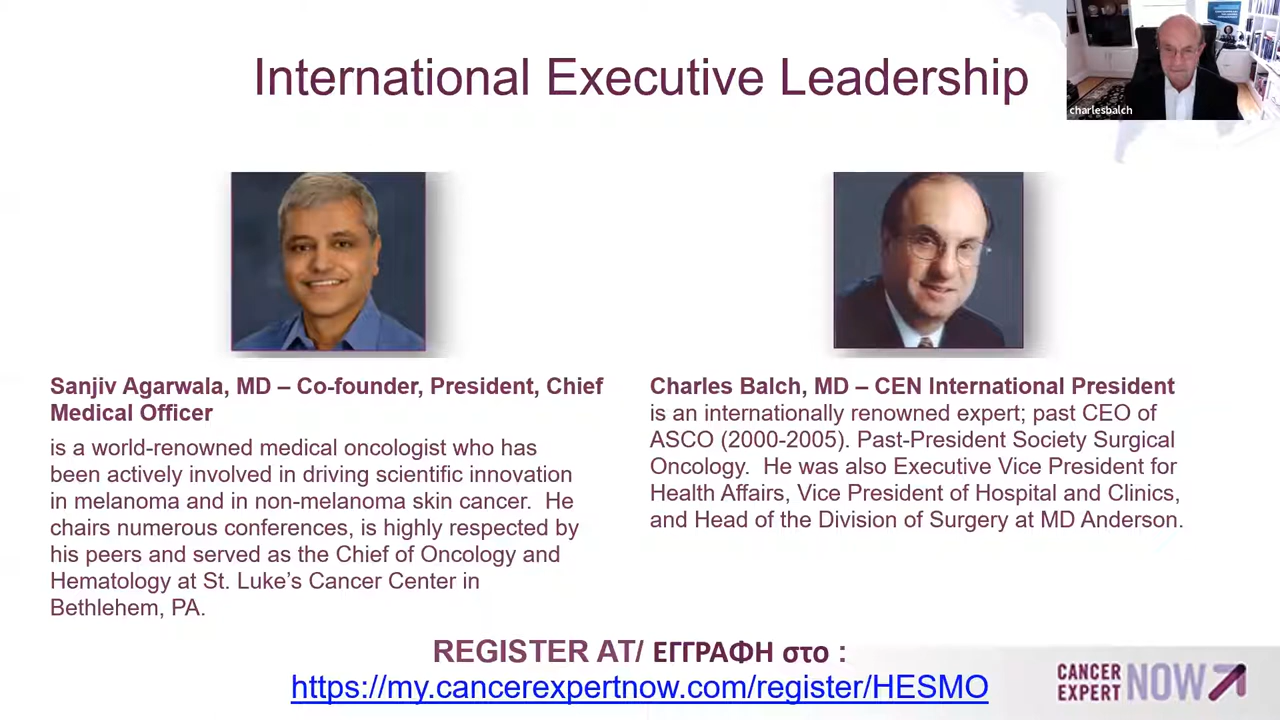 International Executive Leadership
charlesbalch
Sanjiv Agarwala, MD – Co-founder, President, Chief
Medical Officer
is a world-renowned medical oncologist who has
been actively involved in driving scientific innovation
in melanoma and in non-melanoma skin cancer.  He
chairs numerous conferences, is highly respected by
his peers and served as the Chief of Oncology and
Hematology at St. Luke’s Cancer Center in
Bethlehem, PA.
Charles Balch, MD – CEN International President
is an internationally renowned expert; past CEO of
ASCO (2000-2005). Past-President Society Surgical
Oncology.  He was also Executive Vice President for
Health Affairs, Vice President of Hospital and Clinics,
and Head of the Division of Surgery at MD Anderson.
REGISTER AT/ ΕΓΓΡΑΦΗ στο :
https://my.cancerexpertnow.com/register/HESMO
CANCER
EXPERT NOW